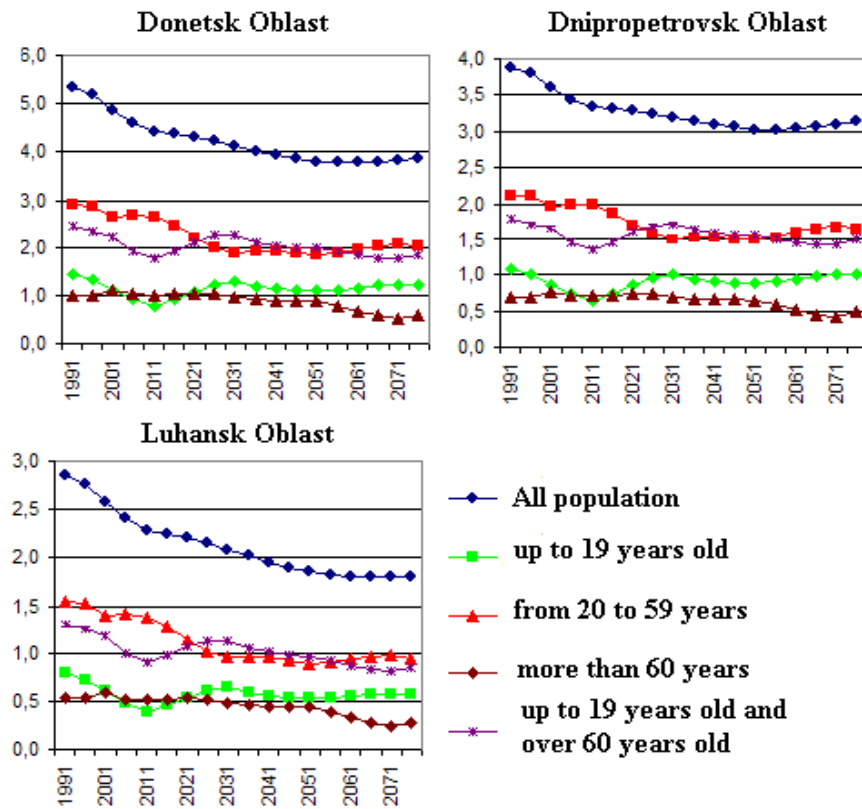 Donetsk Oblast
6,0
5,0
4,0
3,0
2,0
1,0
0,0
1991 2001 2011 2021 2031 2041 2051 2061 2071
Dnipropetrovsk Oblast
4,0
3,5
3,0
2,5
2,0
1,5
1,0
0,5
0,0
1991 2001 2011 2021 2031 2041 2051 2061 2071
Luhansk Oblast
3,0
2,5
2,0
1,5
1,0
0,5
0,0
1991 2001 2011 2021 2031 2041 2051 2061 2071
All population
up to 19 years old
from 20 to 59 years
more than 60 years
up to 19 years old and
over 60 years old